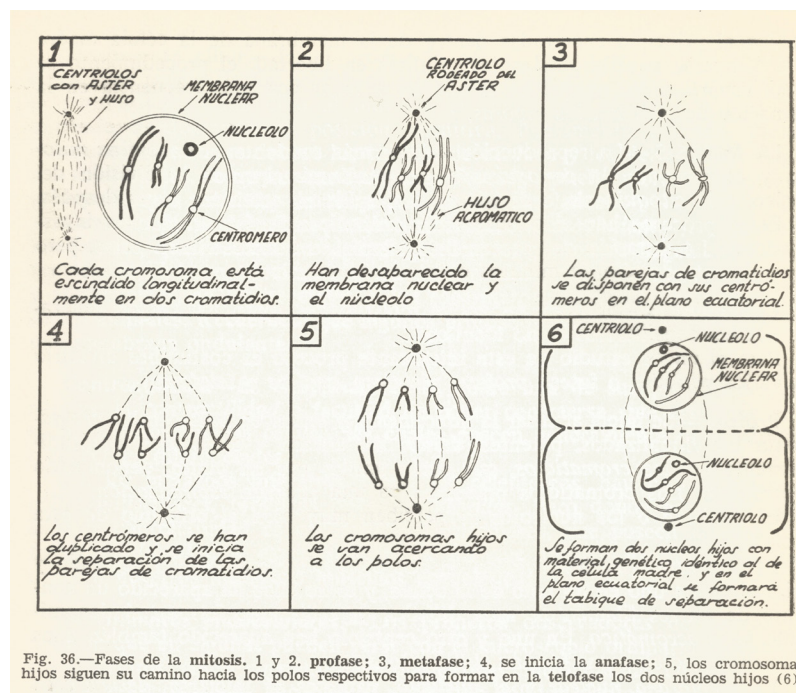 1
CENTRIOLOS
con ASTER
y HUSO
MEMBRANA
NUCLEAR
NUCLEOLO
CENTROMERO
Cada cromosoma está
escindido longitudinal-
mente en dos cromatidios.
2
CENTRIOLO
RODEADO DEL
ASTER
HUSO
ACROMATICO
Han desaparecido la
membrana nuclear y
el núcleolo
3
Las parejas de cromatidios
se disponen con sus centró-
meros en el plano ecuatorial.
4
Los centrómeros se han
duplicado y se inicia
la separación de las
parejas de cromatidios.
5
Los cromosomas hijos
se van acercando
a los polos.
6
CENTRIOLO
NUCLEOLO
MEMBRANA
NUCLEAR
NUCLEOLO
CENTRIOLO
Se forman dos núcleos hijos con
material genético idéntico al de
la célula madre. y en el
plano ecuatorial se formará
el tabique de separación.
Fig. 36.—Fases de la mitosis. 1 y 2. profase; 3, metafase; 4, se inicia la anafase; 5, los cromosoma
hijos siguen su camino hacia los polos respectivos para formar en la telofase los dos núcleos hijos (6)